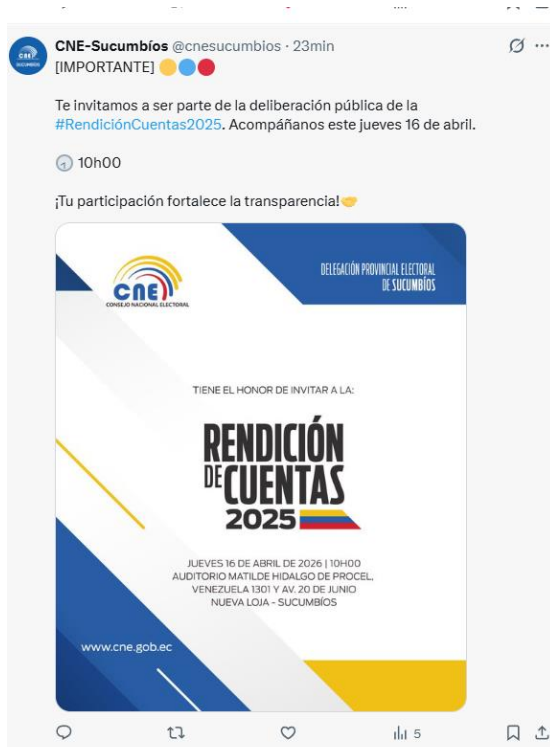 CNE-Sucumbíos @cnesucumbios · 23min
[IMPORTANTE]
Te invitamos a ser parte de la deliberación pública de la
#RendiciónCuentas2025. Acompáñanos este jueves 16 de abril.
10h00
¡Tu participación fortalece la transparencia!
CNE
CONSEJO NACIONAL ELECTORAL
DELEGACIÓN PROVINCIAL ELECTORAL
DE SUCUMBÍOS
TIENE EL HONOR DE INVITAR A LA:
RENDICIÓN
DE CUENTAS
2025
JUEVES 16 DE ABRIL DE 2026 | 10H00
AUDITORIO MATILDE HIDALGO DE PROCEL,
VENEZUELA 1301 Y AV. 20 DE JUNIO
NUEVA LOJA - SUCUMBÍOS
www.cne.gob.ec
5